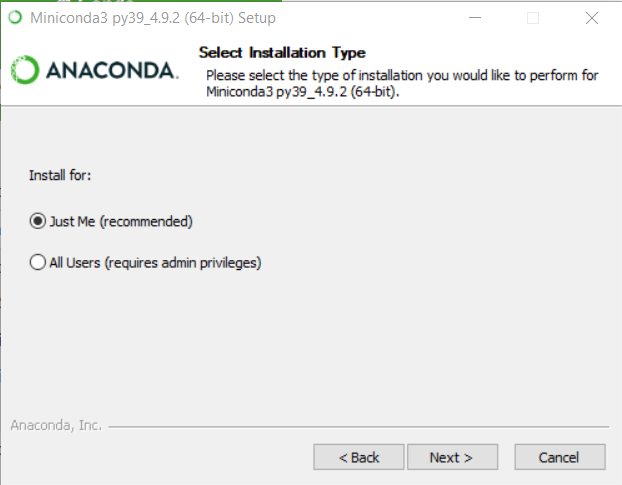 Miniconda3 py39_4.9.2 (64-bit) Setup
ANACONDA.
Select Installation Type
Please select the type of installation you would like to perform for
Miniconda3 py39_4.9.2 (64-bit).
Install for:
Just Me (recommended)
All Users (requires admin privileges)
Anaconda, Inc.
< Back
Next >
Cancel